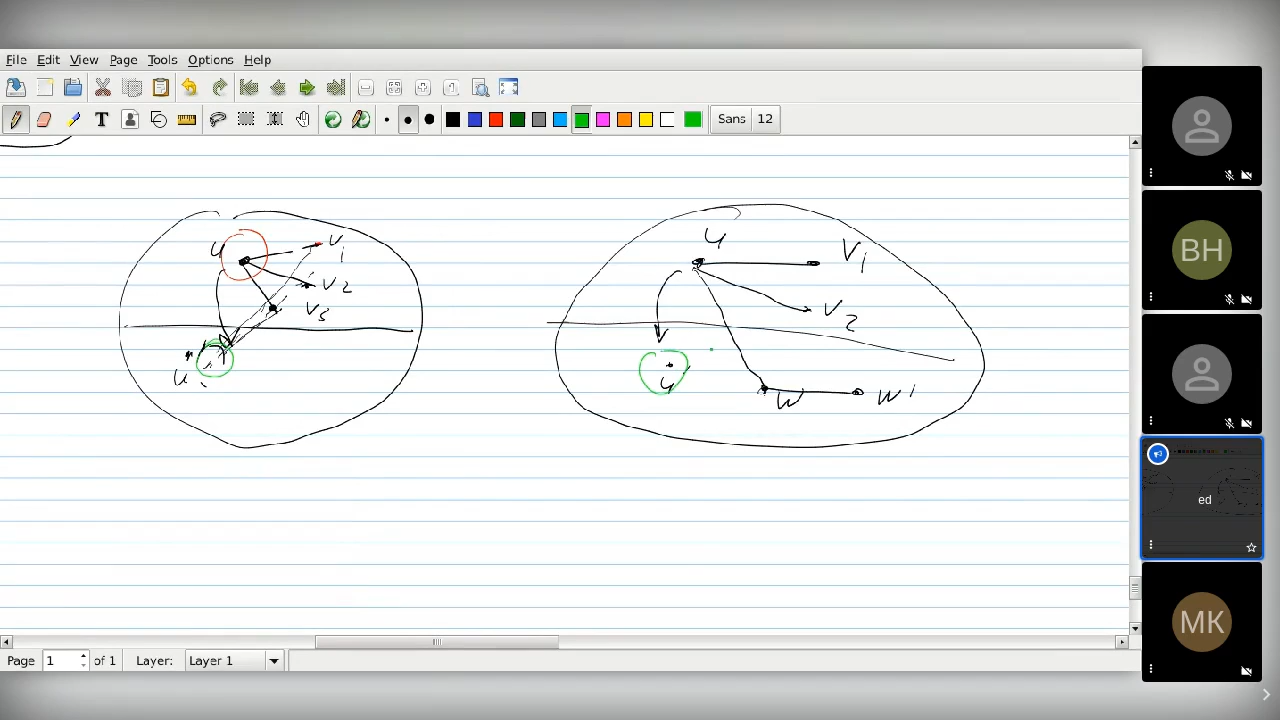 File Edit View Page Tools Options Help
Sans 12
u v1
v2
v3
u
u v1
v2
u
w w'
BH
ed
MK
Page 1 of 1 Layer: Layer 1